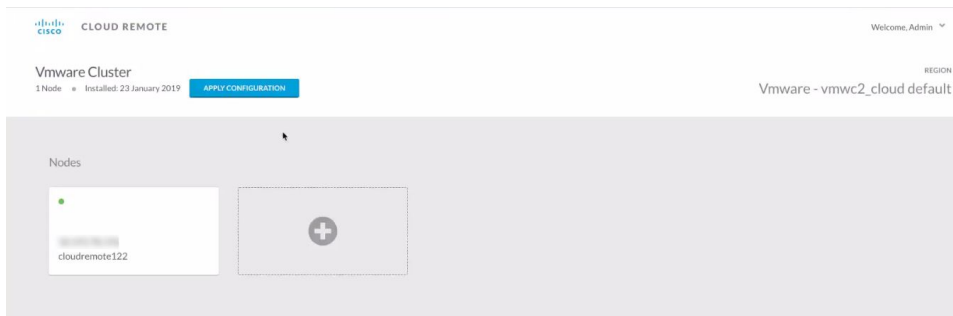 CISCO CLOUD REMOTE
Welcome, Admin
Vmware Cluster
1 Node Installed: 23 January 2019
APPLY CONFIGURATION
REGION
Vmware - vmwc2_cloud default
Nodes
cloudremote122